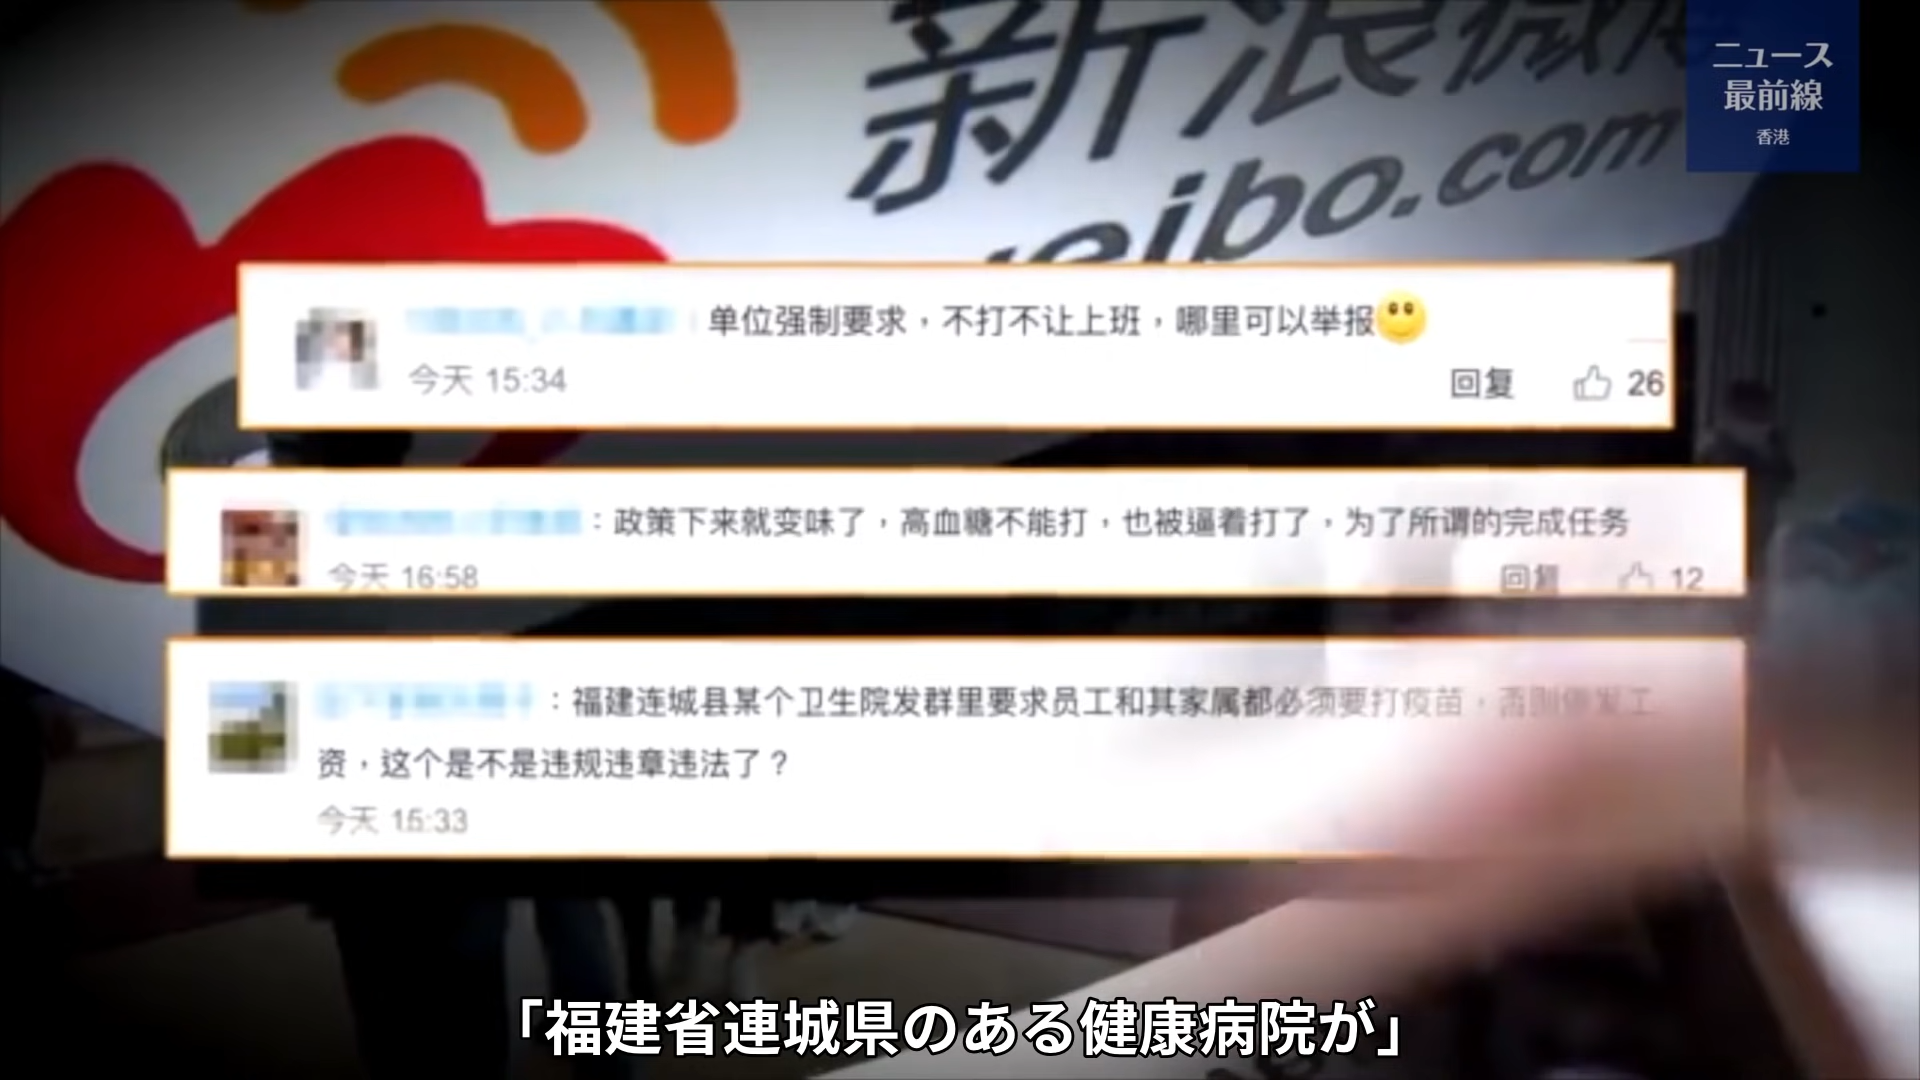 新浪微
eibo.com
ニュース
最前線
香港
单位强制要求，不打不让上班，哪里可以举报
今天 15:34
回复 26
：政策下来就变味了，高血糖不能打，也被逼着打了，为了所谓的完成任务
今天 16:58
回复 12
：福建连城县某个卫生院发群里要求员工和其家属都必须要打疫苗，否则停发工
资，这个是不是违规违章违法了？
今天 15:33
「福建省連城県のある健康病院が」